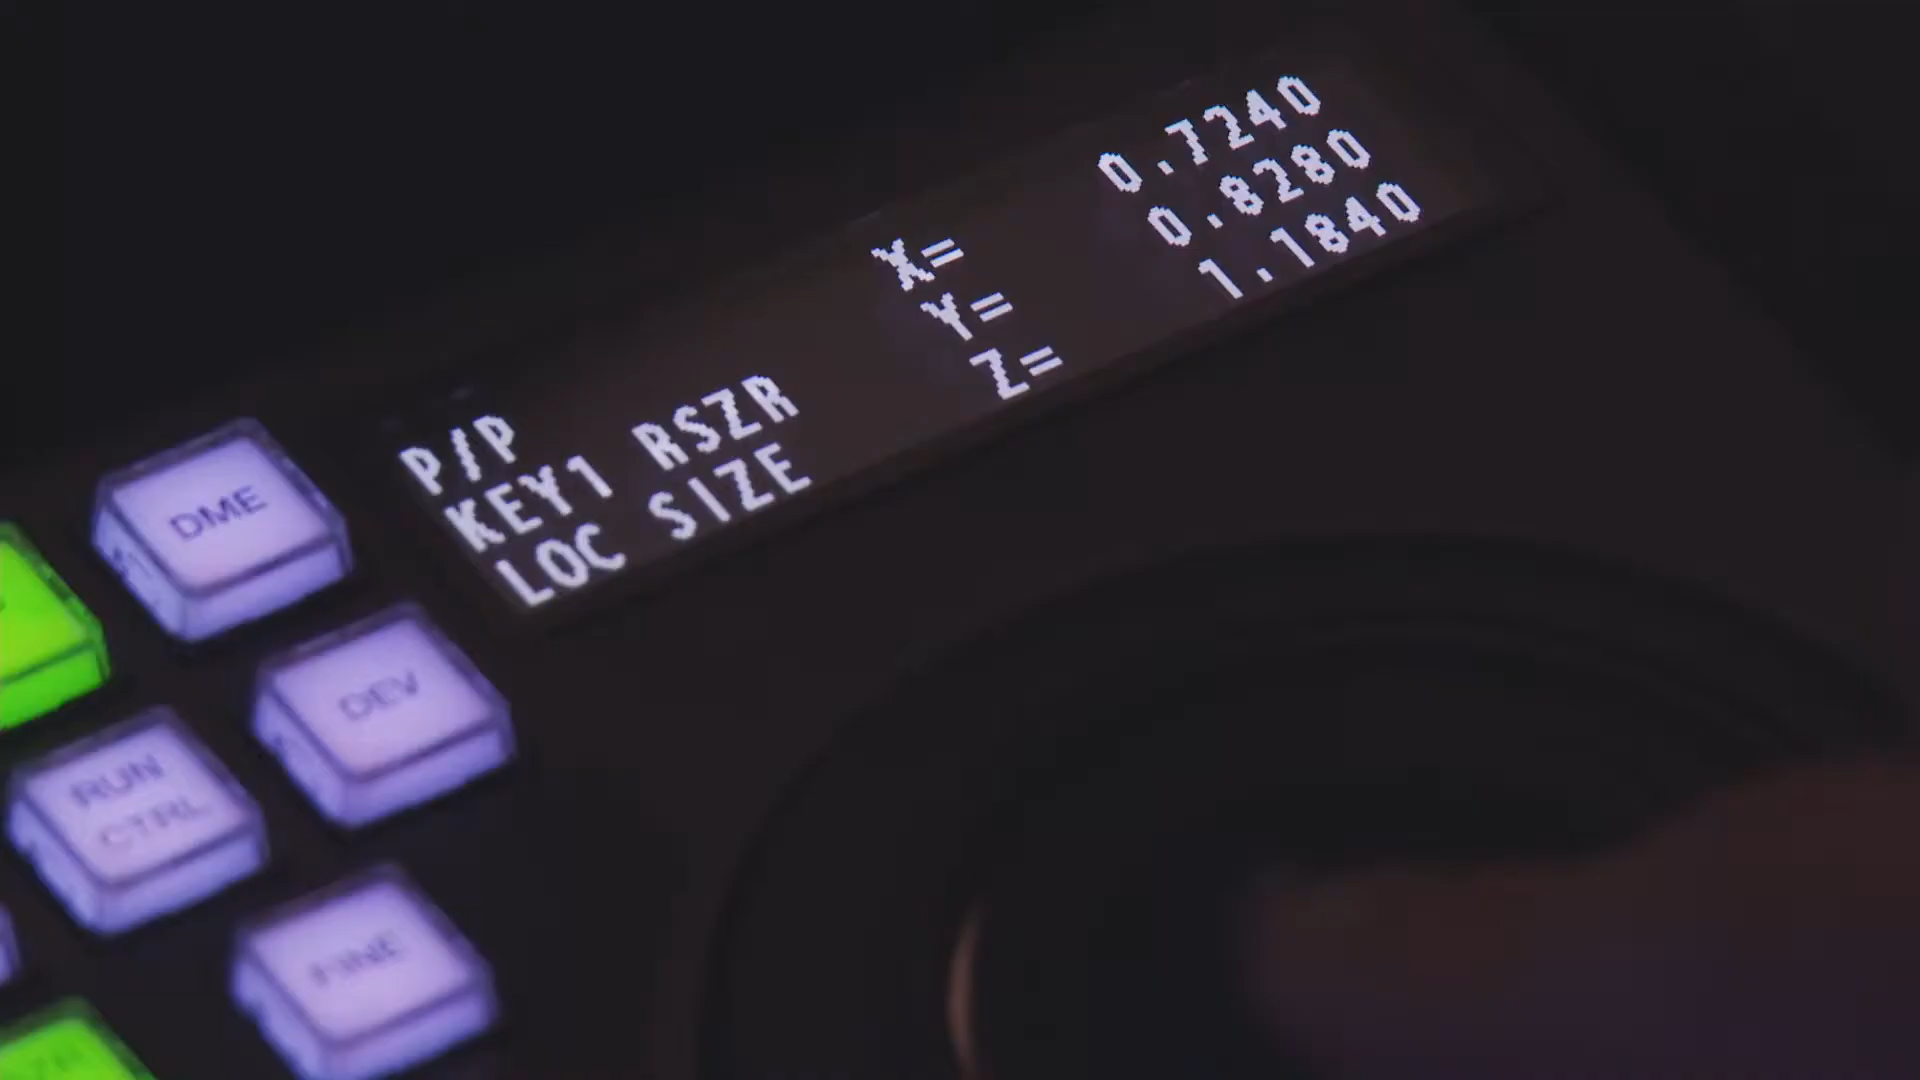 P/P X= 0.7240
KEY1 RSZR Y= 0.8280
LOC SIZE Z= 1.1840
DME
DEV
RUN
CTRL
FINE